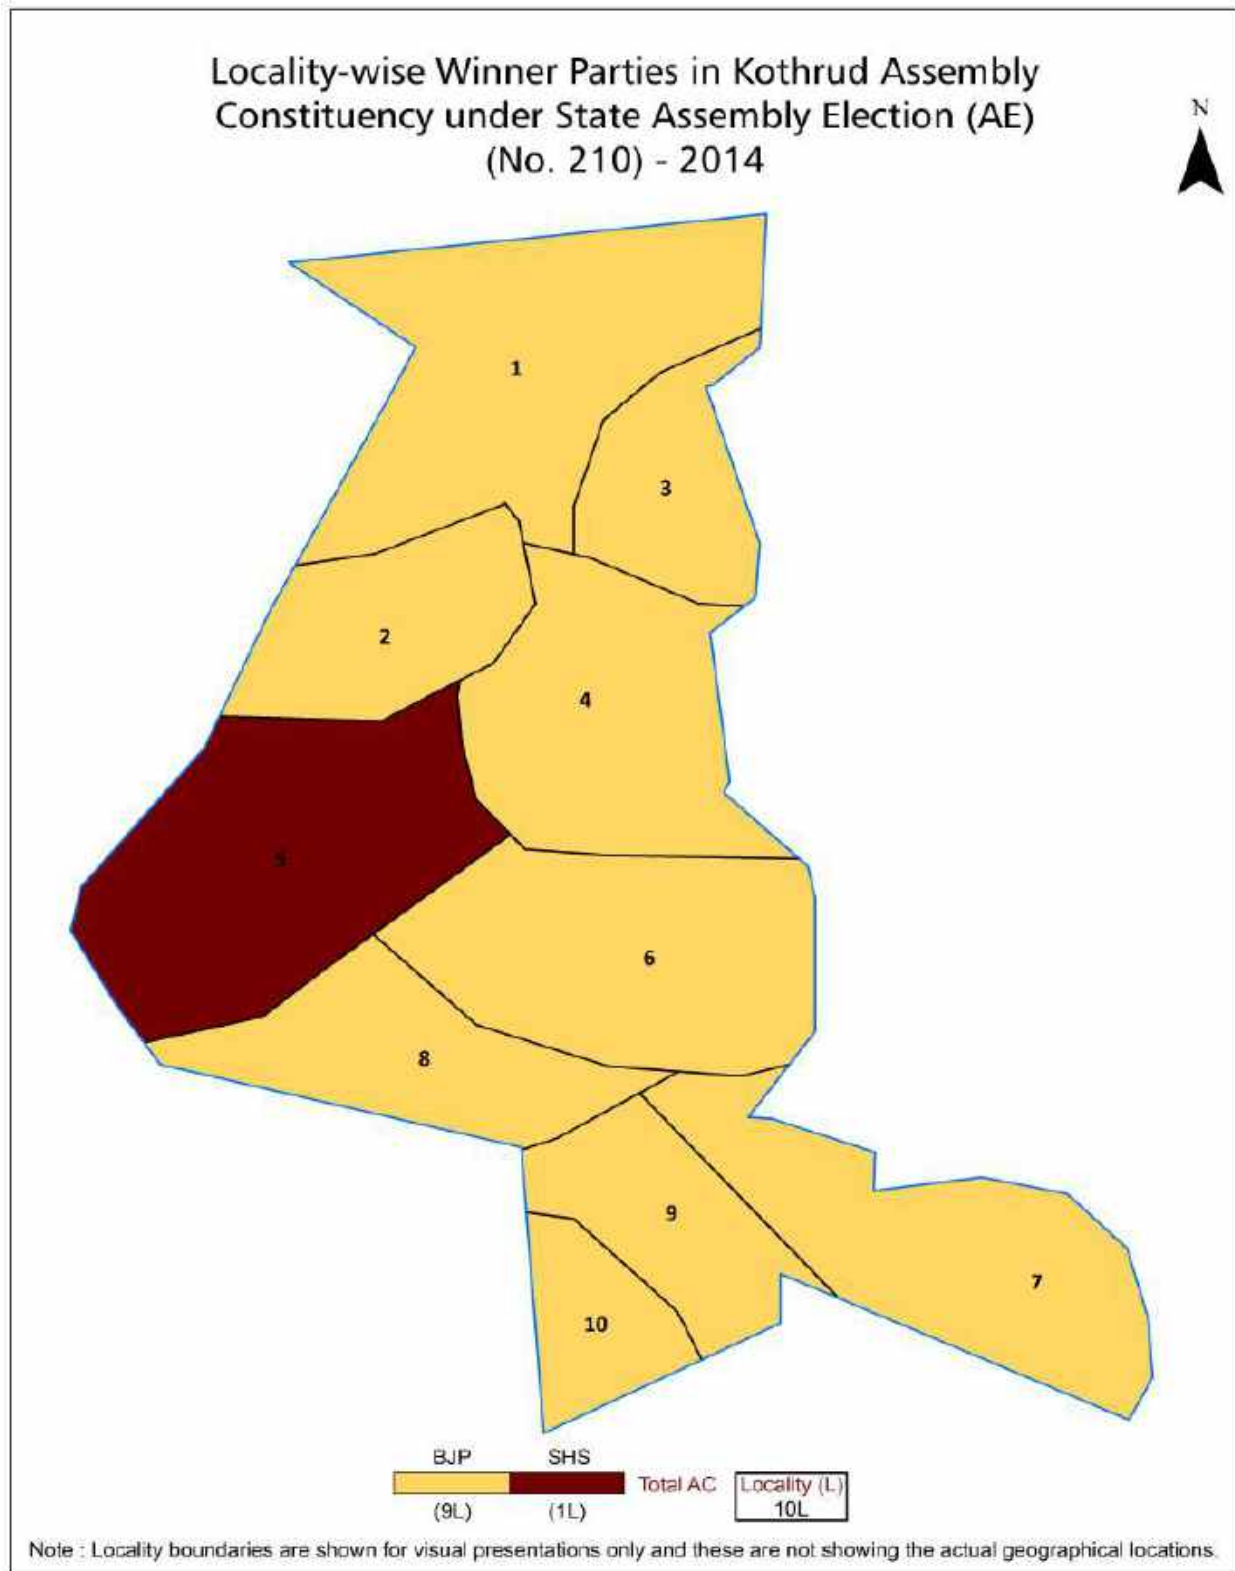 Locality-wise Winner Parties in Kothrud Assembly
Constituency under State Assembly Election (AE)
(No. 210) - 2014
N
1
3
2
4
5
6
8
9
7
10
BJP SHS
Total AC Locality (L)
(9L) (1L) 10L
Note : Locality boundaries are shown for visual presentations only and these are not showing the actual geographical locations.